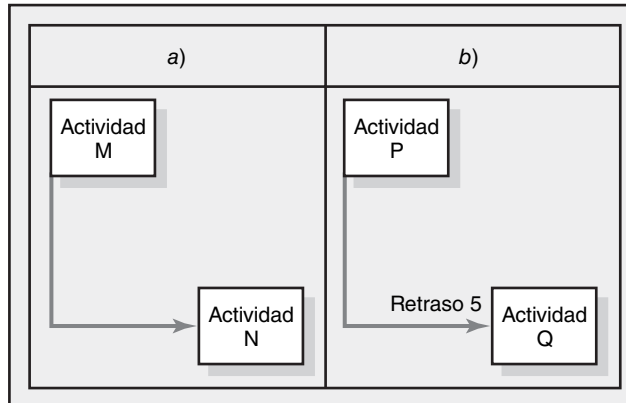 a)
b)
Actividad
M
Actividad
P
Retraso 5
Actividad
N
Actividad
Q